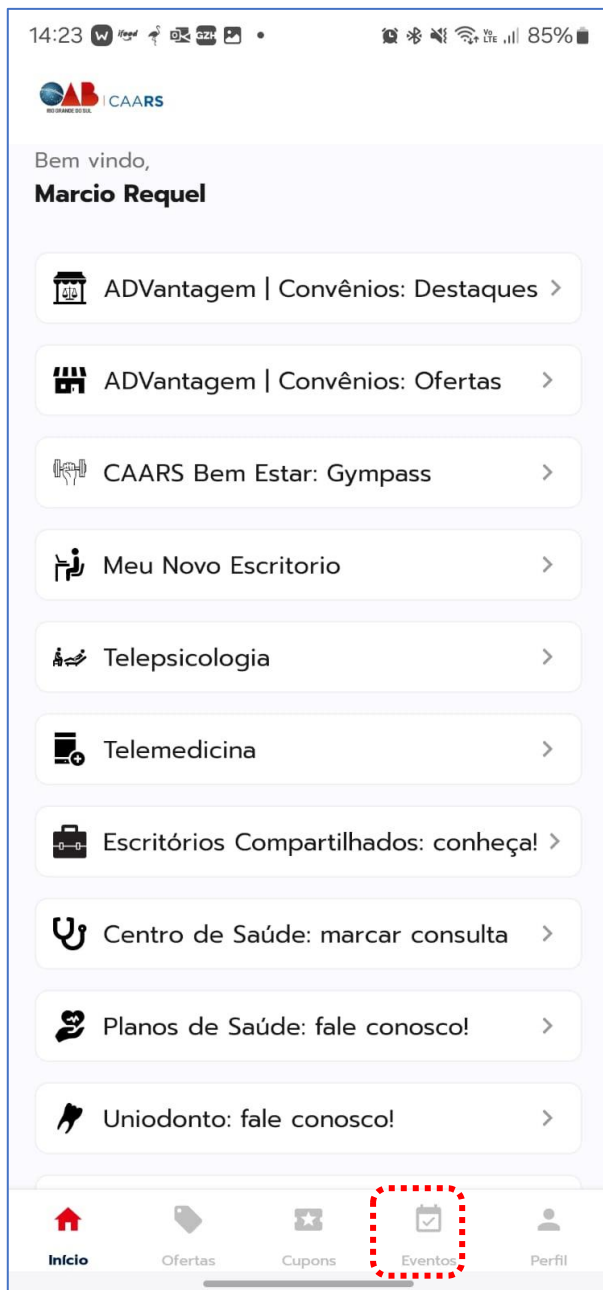 14:23 W ifood GZH 85%
OAB CAARS
RIO GRANDE DO SUL
Bem vindo,
Marcio Requel
ADVantagem | Convênios: Destaques
ADVantagem | Convênios: Ofertas
CAARS Bem Estar: Gympass
Meu Novo Escritorio
Telepsicologia
Telemedicina
Escritórios Compartilhados: conheça!
Centro de Saúde: marcar consulta
Planos de Saúde: fale conosco!
Uniodonto: fale conosco!
Início Ofertas Cupons Eventos Perfil